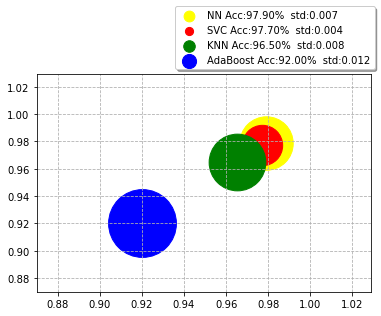 NN Acc:97.90%  std:0.007
SVC Acc:97.70%  std:0.004
KNN Acc:96.50%  std:0.008
AdaBoost Acc:92.00%  std:0.012
1.02
1.00
0.98
0.96
0.94
0.92
0.90
0.88
0.88 0.90 0.92 0.94 0.96 0.98 1.00 1.02